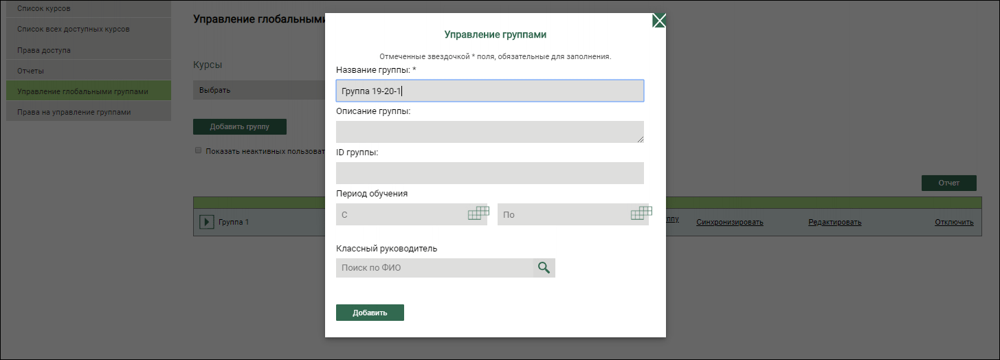 Список курсов
Список всех доступных курсов
Права доступа
Отчеты
Управление глобальными группами
Права на управление группами
Управление глобальными
Курсы
Выбрать
Добавить группу
Показать неактивных
Отчет
Группа 1
Синхронизировать
Редактировать
Отключить
Управление группами
Отмеченные звездочкой * поля, обязательные для заполнения.
Название группы: *
Группа 19-20-1
Описание группы:
ID группы:
Период обучения
С
По
Классный руководитель
Поиск по ФИО
Добавить